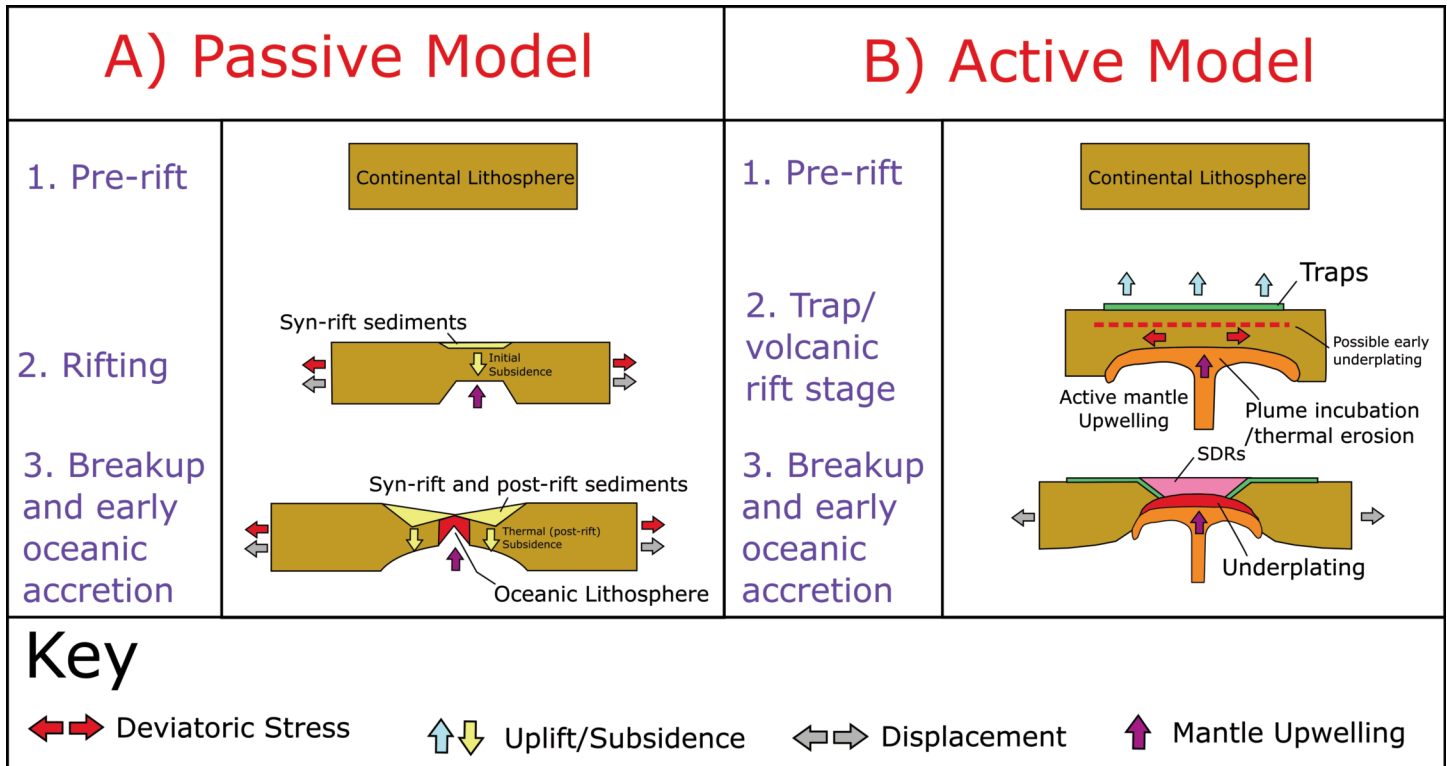 A) Passive Model
B) Active Model
1. Pre-rift
Continental Lithosphere
2. Rifting
Syn-rift sediments
Initial
Subsidence
3. Breakup
and early
oceanic
accretion
Syn-rift and post-rift sediments
Thermal (post-rift)
Subsidence
Oceanic Lithosphere
1. Pre-rift
Continental Lithosphere
2. Trap/
volcanic
rift stage
Traps
Possible early
underplating
Active mantle
Upwelling
Plume incubation
/thermal erosion
3. Breakup
and early
oceanic
accretion
SDRs
Underplating
Key
Deviatoric Stress
Uplift/Subsidence
Displacement
Mantle Upwelling